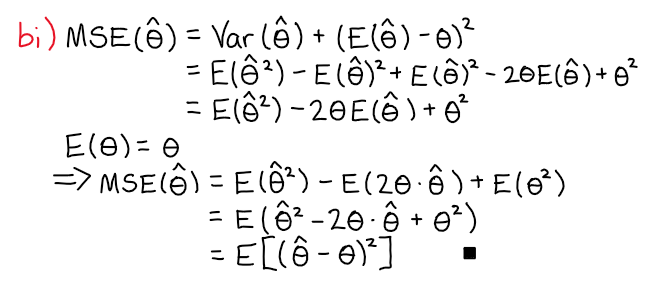 bi) MSE(θ̂) = Var(θ̂) + (E(θ̂) - θ)²
= E(θ̂²) - E(θ̂)² + E(θ̂)² - 2θE(θ̂) + θ²
= E(θ̂²) - 2θE(θ̂) + θ²
E(θ) = θ
⇒ MSE(θ̂) = E(θ̂²) - E(2θ·θ̂) + E(θ²)
= E(θ̂² - 2θ·θ̂ + θ²)
= E[(θ̂ - θ)²] ■